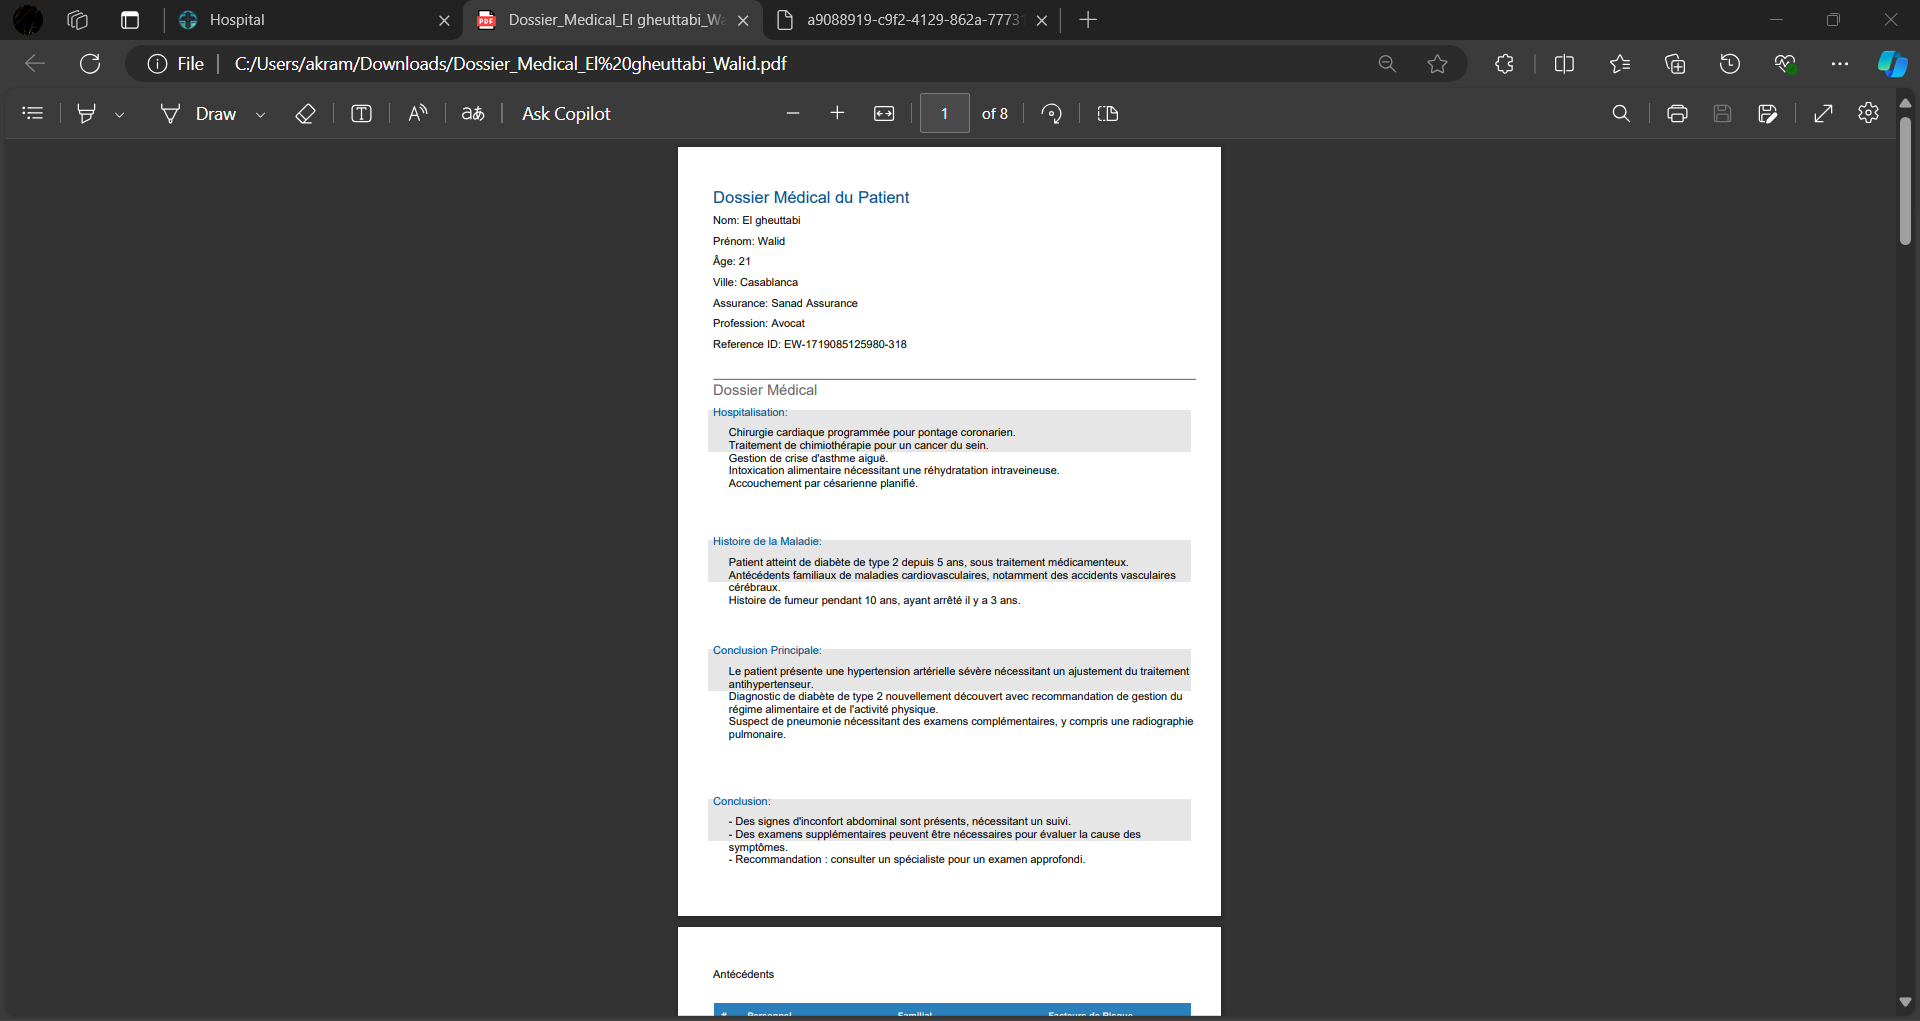 Hospital
Dossier_Medical_El gheuttabi_Wa
a9088919-c9f2-4129-862a-7773
File
C:/Users/akram/Downloads/Dossier_Medical_El%20gheuttabi_Walid.pdf
Draw
aあ
Ask Copilot
1 of 8
Dossier Médical du Patient
Nom: El gheuttabi
Prénom: Walid
Âge: 21
Ville: Casablanca
Assurance: Sanad Assurance
Profession: Avocat
Reference ID: EW-1719085125980-318
Dossier Médical
Hospitalisation:
Chirurgie cardiaque programmée pour pontage coronarien.
Traitement de chimiothérapie pour un cancer du sein.
Gestion de crise d'asthme aiguë.
Intoxication alimentaire nécessitant une réhydratation intraveineuse.
Accouchement par césarienne planifié.
Histoire de la Maladie:
Patient atteint de diabète de type 2 depuis 5 ans, sous traitement médicamenteux.
Antécédents familiaux de maladies cardiovasculaires, notamment des accidents vasculaires
cérébraux.
Histoire de fumeur pendant 10 ans, ayant arrêté il y a 3 ans.
Conclusion Principale:
Le patient présente une hypertension artérielle sévère nécessitant un ajustement du traitement
antihypertenseur.
Diagnostic de diabète de type 2 nouvellement découvert avec recommandation de gestion du
régime alimentaire et de l'activité physique.
Suspect de pneumonie nécessitant des examens complémentaires, y compris une radiographie
pulmonaire.
Conclusion:
- Des signes d'inconfort abdominal sont présents, nécessitant un suivi.
- Des examens supplémentaires peuvent être nécessaires pour évaluer la cause des
symptômes.
- Recommandation : consulter un spécialiste pour un examen approfondi.
Antécédents
# Personnel Familial Facteurs de Risque